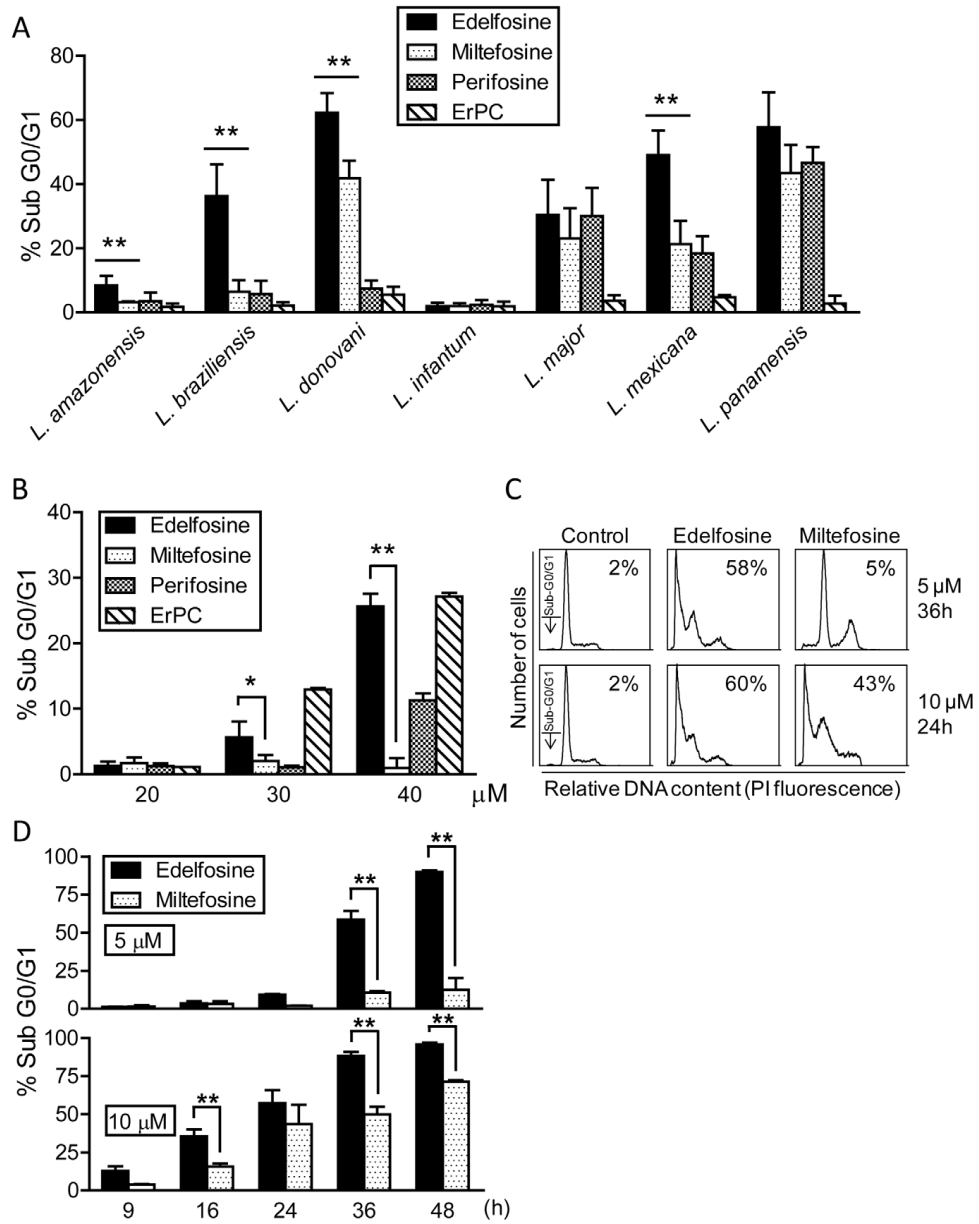 A
Edelfosine
Miltefosine
Perifosine
ErPC
% Sub G0/G1
80
60
40
20
0
**
**
**
**
L. amazonensis
L. braziliensis
L. donovani
L. infantum
L. major
L. mexicana
L. panamensis
B
Edelfosine
Miltefosine
Perifosine
ErPC
% Sub G0/G1
40
30
20
10
0
*
**
20 30 40 μM
C
Control Edelfosine Miltefosine
Number of cells
Sub-G0/G1
2% 58% 5%
5 μM
36h
Sub-G0/G1
2% 60% 43%
10 μM
24h
Relative DNA content (PI fluorescence)
D
Edelfosine
Miltefosine
5 μM
% Sub G0/G1
100
75
50
25
0
**
**
10 μM
% Sub G0/G1
100
75
50
25
0
**
**
**
9 16 24 36 48 (h)